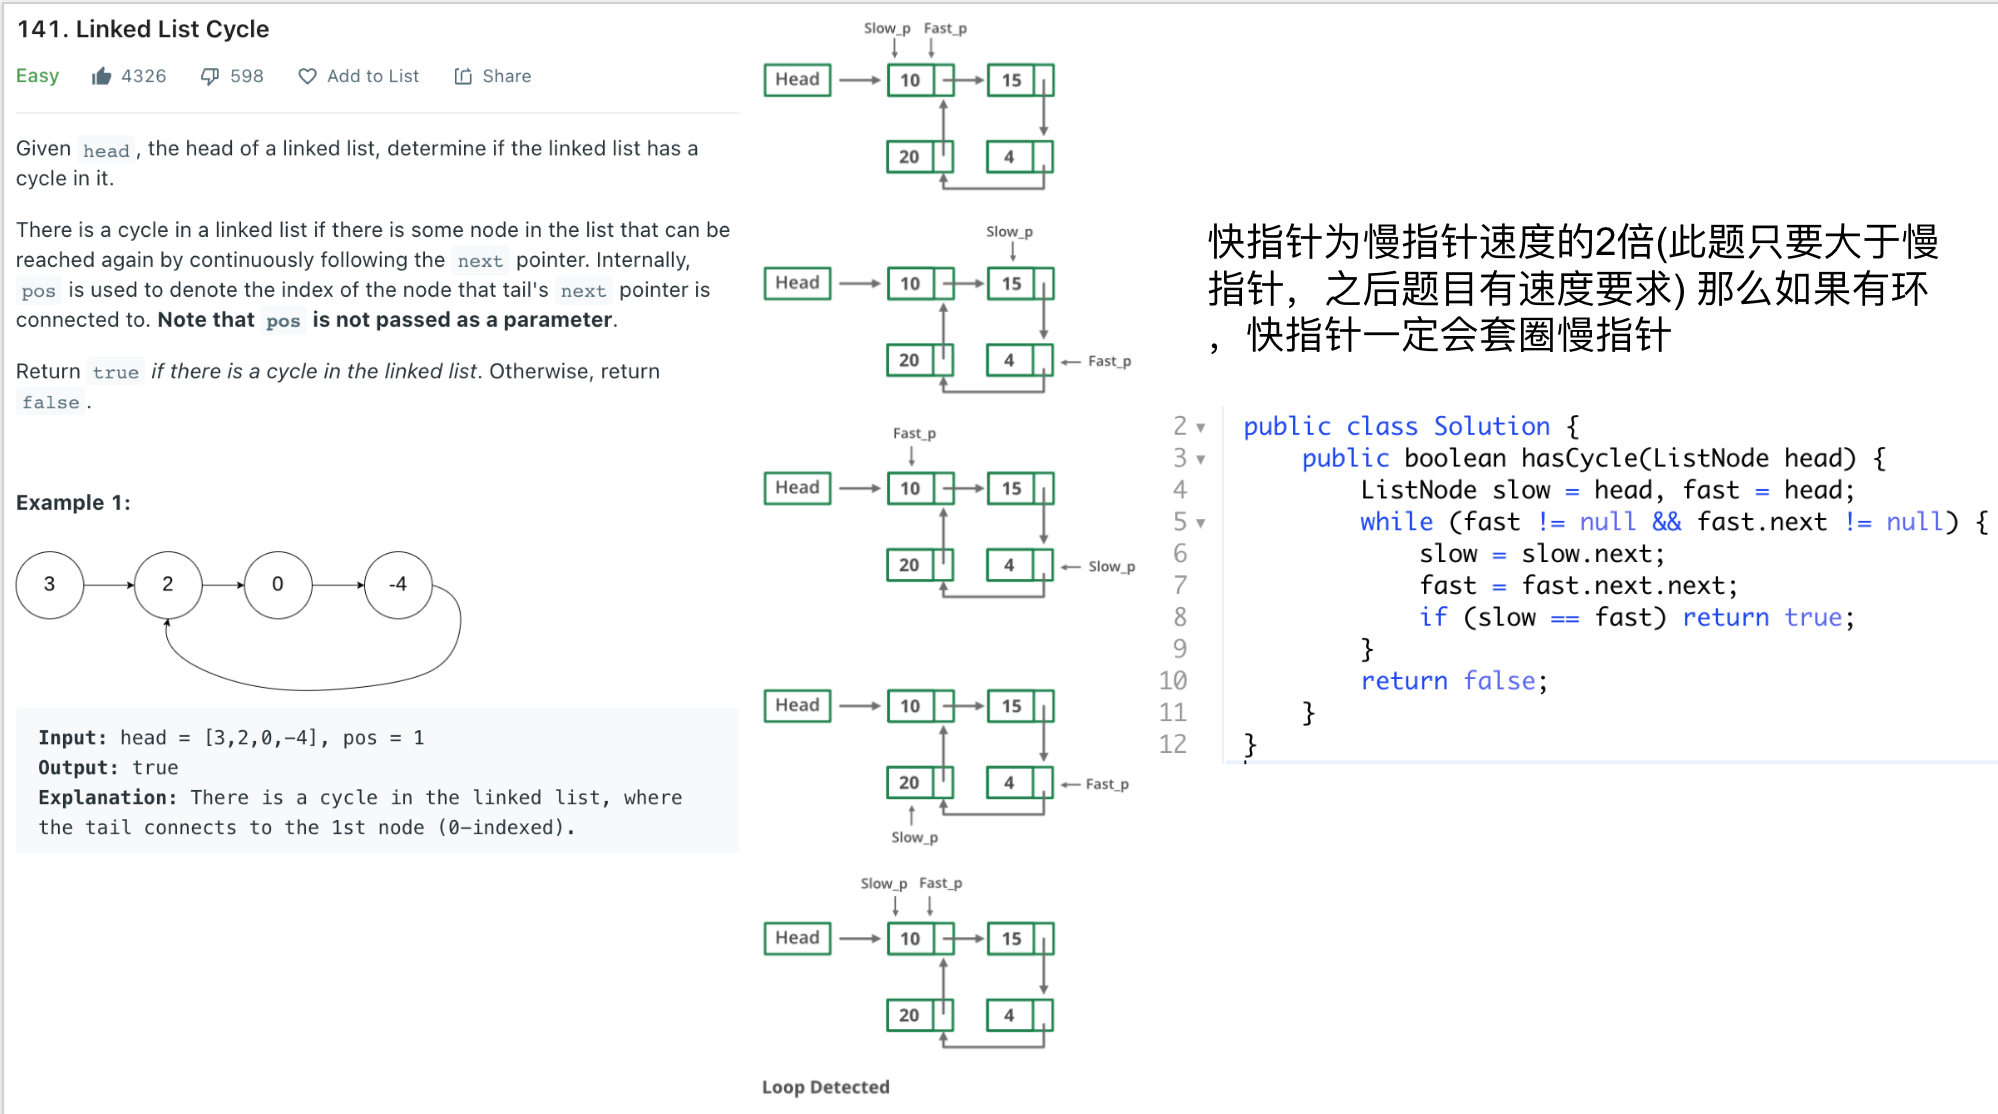 141. Linked List Cycle
Easy 4326 598 Add to List Share
Given head, the head of a linked list, determine if the linked list has a
cycle in it.
There is a cycle in a linked list if there is some node in the list that can be
reached again by continuously following the next pointer. Internally,
pos is used to denote the index of the node that tail's next pointer is
connected to. Note that pos is not passed as a parameter.
Return true if there is a cycle in the linked list. Otherwise, return
false.
Example 1:
3 2 0 -4
Input: head = [3,2,0,-4], pos = 1
Output: true
Explanation: There is a cycle in the linked list, where
the tail connects to the 1st node (0-indexed).
Slow_p Fast_p
Head 10 15
20 4
Slow_p
Head 10 15
20 4 Fast_p
Fast_p
Head 10 15
20 4 Slow_p
Head 10 15
20 4 Fast_p
Slow_p
Slow_p Fast_p
Head 10 15
20 4
Loop Detected
快指针为慢指针速度的2倍(此题只要大于慢
指针，之后题目有速度要求) 那么如果有环
，快指针一定会套圈慢指针
2 public class Solution {
3 public boolean hasCycle(ListNode head) {
4 ListNode slow = head, fast = head;
5 while (fast != null && fast.next != null) {
6 slow = slow.next;
7 fast = fast.next.next;
8 if (slow == fast) return true;
9 }
10 return false;
11 }
12 }